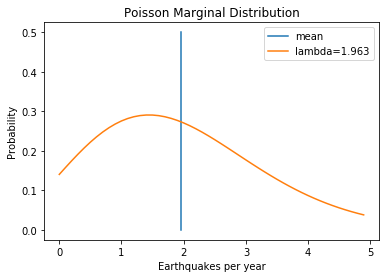 Poisson Marginal Distribution
mean
lambda=1.963
0.5
0.4
0.3
0.2
0.1
0.0
Probability
0
1
2
3
4
5
Earthquakes per year